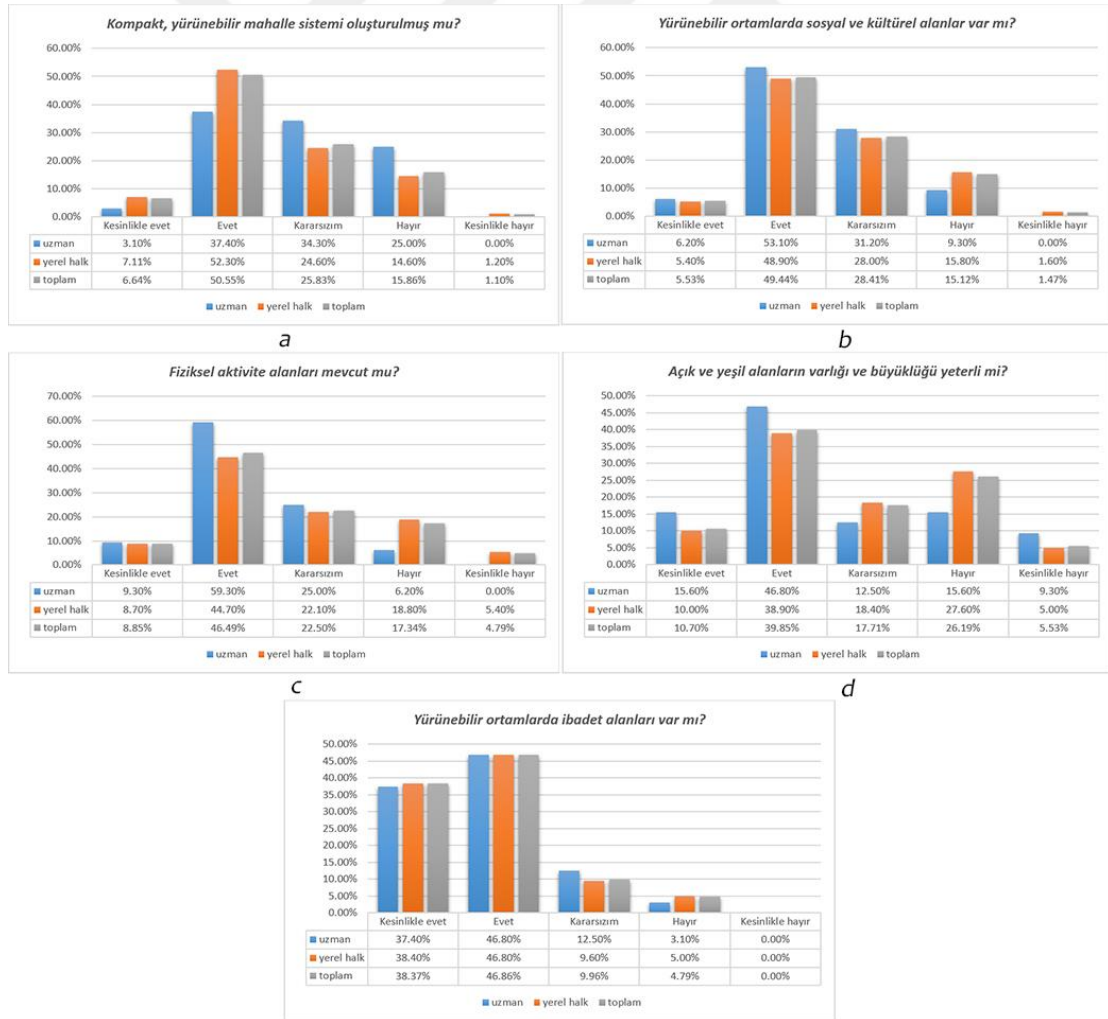 Kompakt, yürünebilir mahalle sistemi oluşturulmuş mu?
60.00%
50.00%
40.00%
30.00%
20.00%
10.00%
0.00%
Kesinlikle evet Evet Kararsızım Hayır Kesinlikle hayır
uzman 3.10% 37.40% 34.30% 25.00% 0.00%
yerel halk 7.11% 52.30% 24.60% 14.60% 1.20%
toplam 6.64% 50.55% 25.83% 15.86% 1.10%
uzman yerel halk toplam
a
Yürünebilir ortamlarda sosyal ve kültürel alanlar var mı?
60.00%
50.00%
40.00%
30.00%
20.00%
10.00%
0.00%
Kesinlikle evet Evet Kararsızım Hayır Kesinlikle hayır
uzman 6.20% 53.10% 31.20% 9.30% 0.00%
yerel halk 5.40% 48.90% 28.00% 15.80% 1.60%
toplam 5.53% 49.44% 28.41% 15.12% 1.47%
uzman yerel halk toplam
b
Fiziksel aktivite alanları mevcut mu?
70.00%
60.00%
50.00%
40.00%
30.00%
20.00%
10.00%
0.00%
Kesinlikle evet Evet Kararsızım Hayır Kesinlikle hayır
uzman 9.30% 59.30% 25.00% 6.20% 0.00%
yerel halk 8.70% 44.70% 22.10% 18.80% 5.40%
toplam 8.85% 46.49% 22.50% 17.34% 4.79%
uzman yerel halk toplam
c
Açık ve yeşil alanların varlığı ve büyüklüğü yeterli mi?
50.00%
45.00%
40.00%
35.00%
30.00%
25.00%
20.00%
15.00%
10.00%
5.00%
0.00%
Kesinlikle evet Evet Kararsızım Hayır Kesinlikle hayır
uzman 15.60% 46.80% 12.50% 15.60% 9.30%
yerel halk 10.00% 38.90% 18.40% 27.60% 5.00%
toplam 10.70% 39.85% 17.71% 26.19% 5.53%
uzman yerel halk toplam
d
Yürünebilir ortamlarda ibadet alanları var mı?
50.00%
45.00%
40.00%
35.00%
30.00%
25.00%
20.00%
15.00%
10.00%
5.00%
0.00%
Kesinlikle evet Evet Kararsızım Hayır Kesinlikle hayır
uzman 37.40% 46.80% 12.50% 3.10% 0.00%
yerel halk 38.40% 46.80% 9.60% 5.00% 0.00%
toplam 38.37% 46.86% 9.96% 4.79% 0.00%
uzman yerel halk toplam